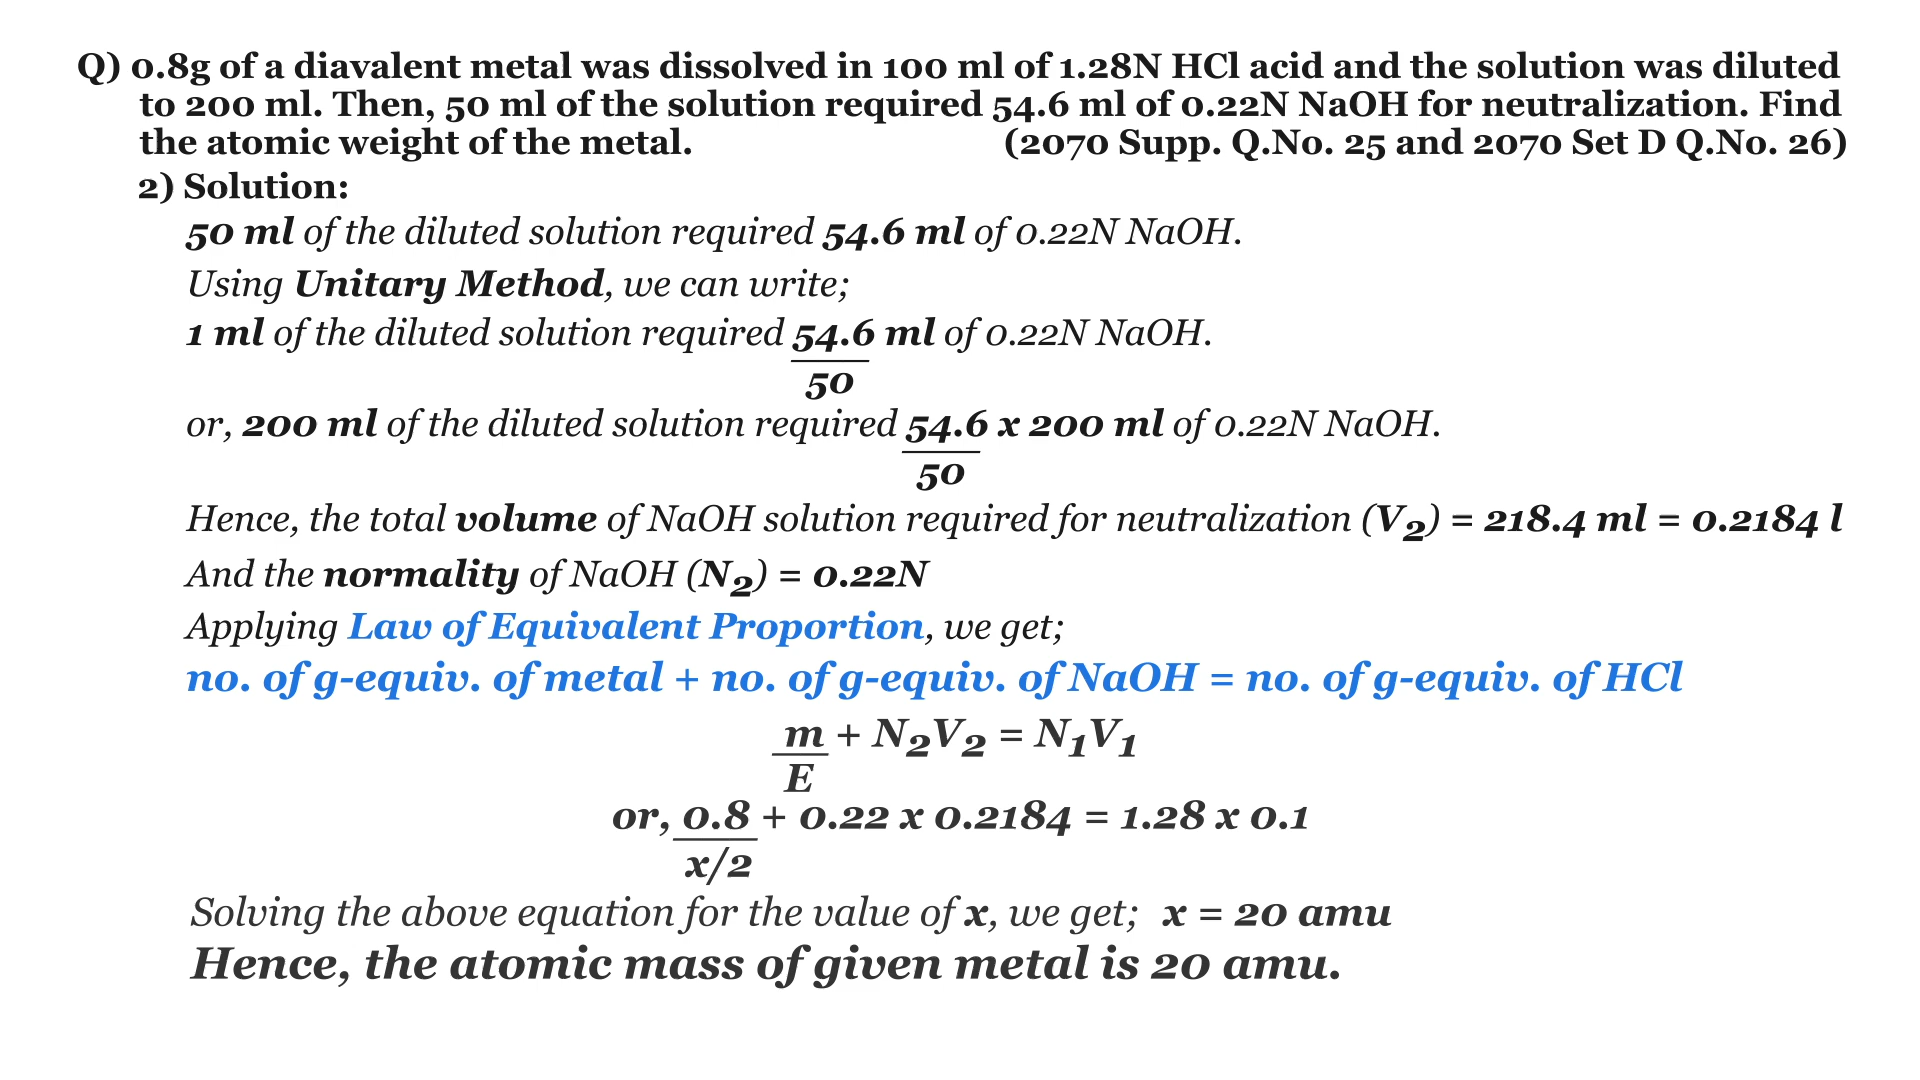 Q) 0.8g of a diavalent metal was dissolved in 100 ml of 1.28N HCl acid and the solution was diluted
to 200 ml. Then, 50 ml of the solution required 54.6 ml of 0.22N NaOH for neutralization. Find
the atomic weight of the metal. (2070 Supp. Q.No. 25 and 2070 Set D Q.No. 26)
2) Solution:
50 ml of the diluted solution required 54.6 ml of 0.22N NaOH.
Using Unitary Method, we can write;
1 ml of the diluted solution required 54.6 ml of 0.22N NaOH.
50
or, 200 ml of the diluted solution required 54.6 x 200 ml of 0.22N NaOH.
50
Hence, the total volume of NaOH solution required for neutralization (V₂) = 218.4 ml = 0.2184 l
And the normality of NaOH (N₂) = 0.22N
Applying Law of Equivalent Proportion, we get;
no. of g-equiv. of metal + no. of g-equiv. of NaOH = no. of g-equiv. of HCl
m + N₂V₂ = N₁V₁
E
or, 0.8 + 0.22 x 0.2184 = 1.28 x 0.1
x/2
Solving the above equation for the value of x, we get; x = 20 amu
Hence, the atomic mass of given metal is 20 amu.